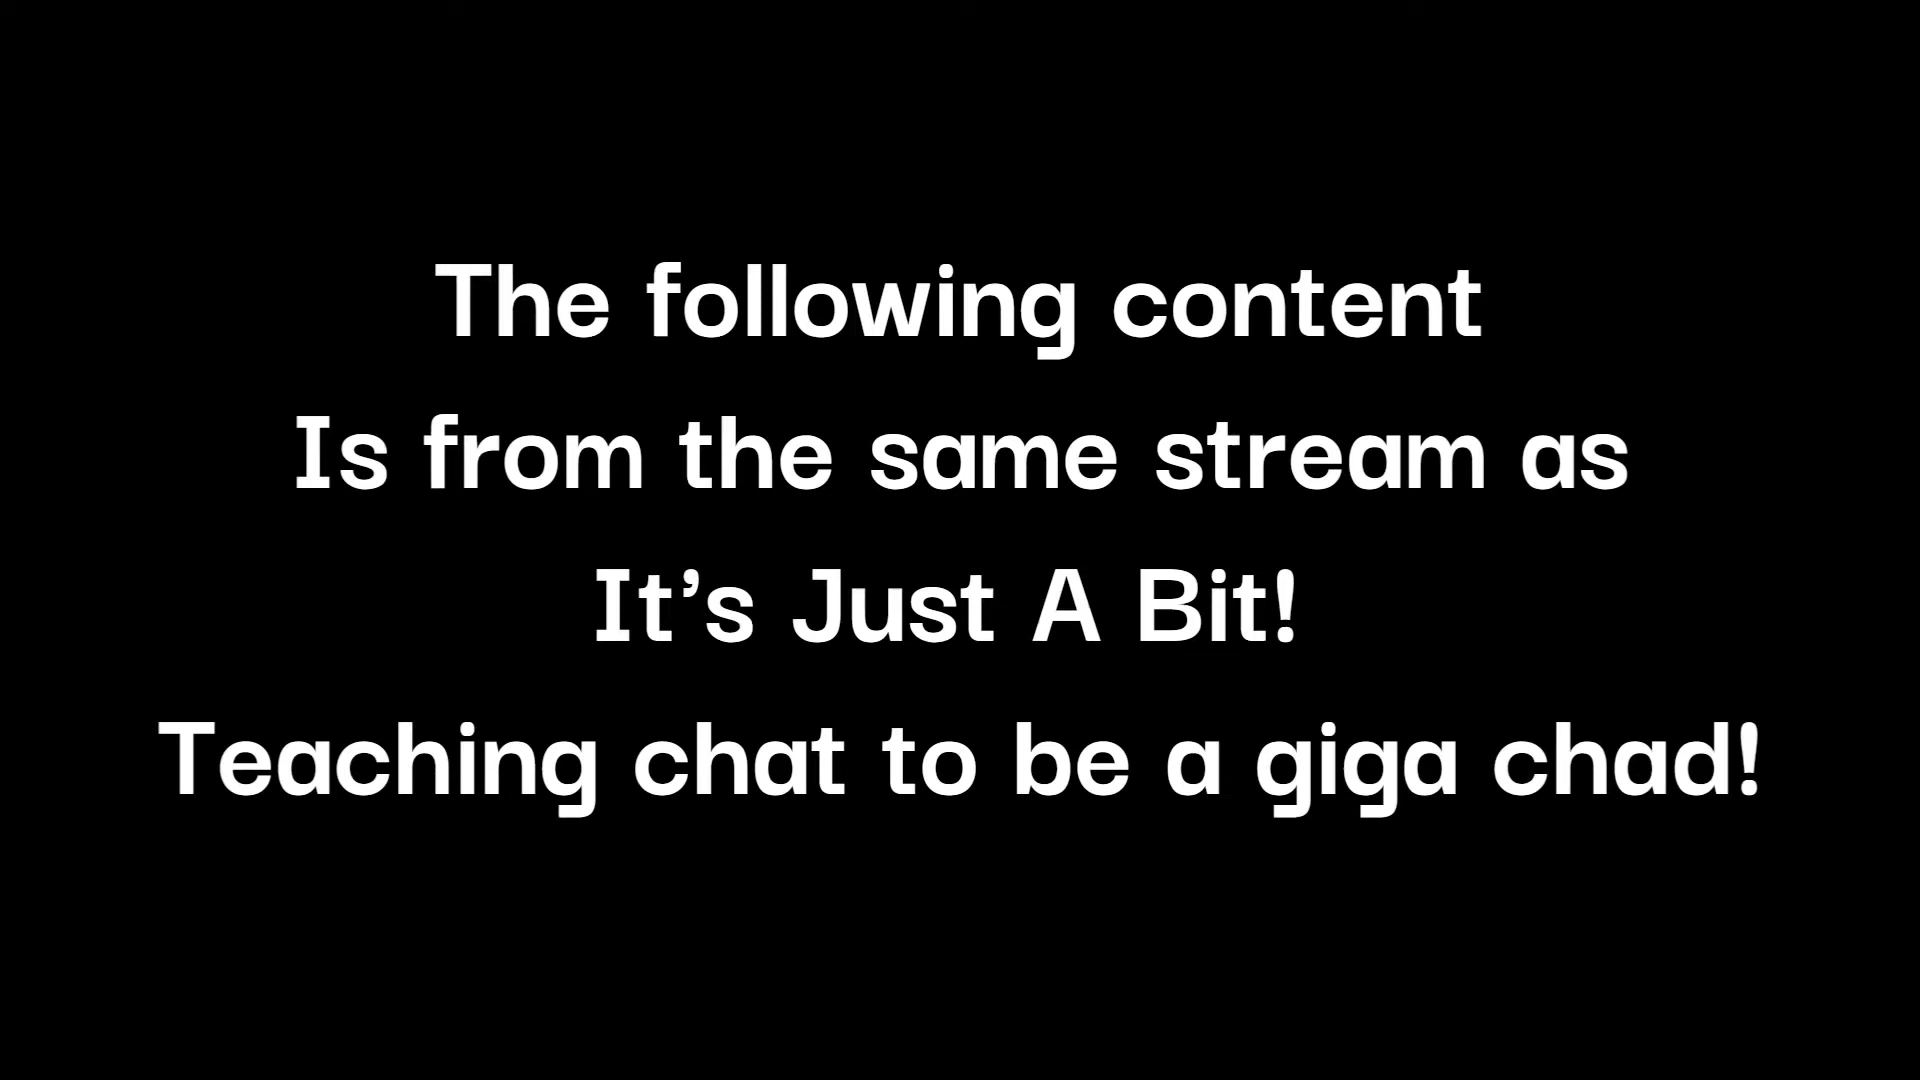 The following content
Is from the same stream as
It’s Just A Bit!
Teaching chat to be a giga chad!